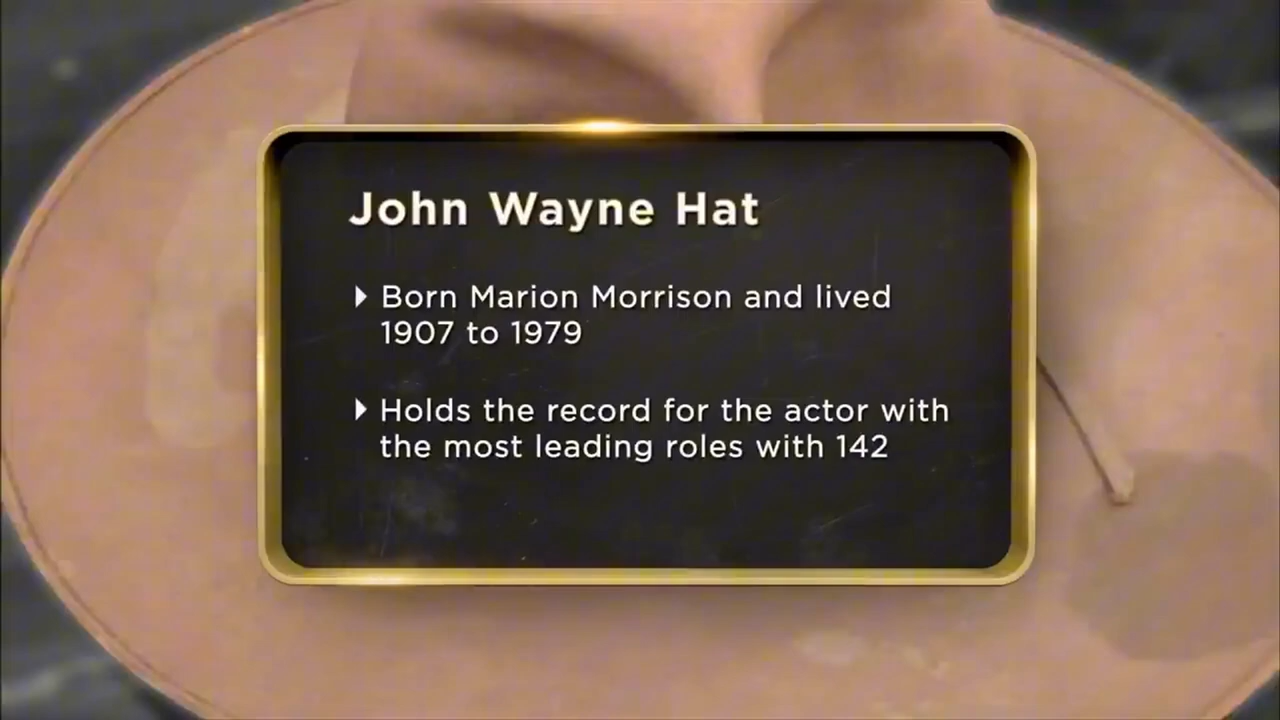 John Wayne Hat
Born Marion Morrison and lived
1907 to 1979
Holds the record for the actor with
the most leading roles with 142